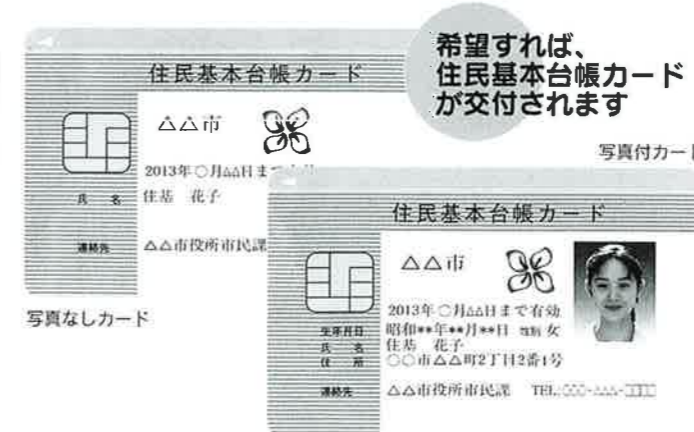 希望すれば、
住民基本台帳カード
が交付されます
住民基本台帳カード
△△市
2013年○月△△日まで
氏 名 住基 花子
連絡先 △△市役所市民課
写真なしカード
写真付カード
住民基本台帳カード
△△市
2013年○月△△日まで有効
生年月日 昭和**年**月**日 性別 女
氏 名 住基 花子
住 所 ○○市△△町2丁目2番1号
連絡先 △△市役所市民課 TEL:○○○-△△△-□□□□